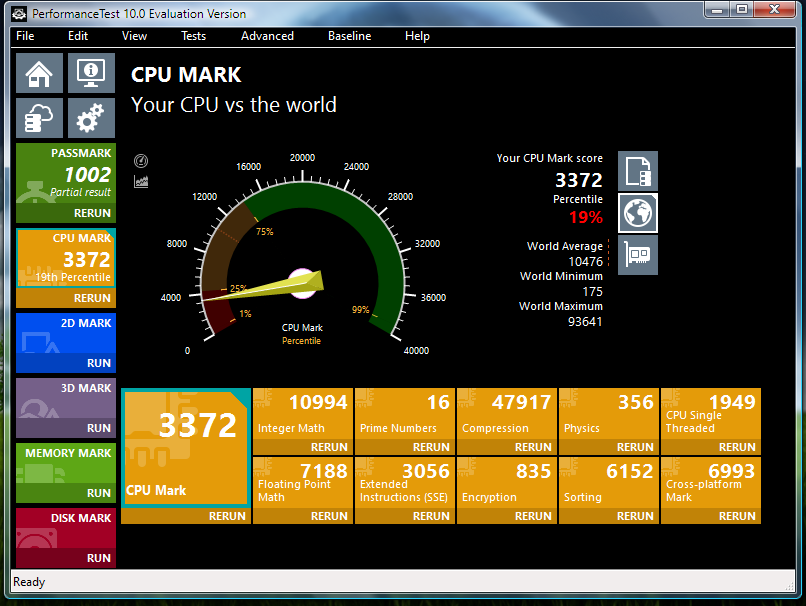 PerformanceTest 10.0 Evaluation Version
File Edit View Tests Advanced Baseline Help
CPU MARK
Your CPU vs the world
PASSMARK
1002
Partial result
RERUN
CPU MARK
3372
19th Percentile
RERUN
2D MARK
RUN
3D MARK
RUN
MEMORY MARK
RUN
DISK MARK
RUN
0
4000
8000
12000
16000
20000
24000
28000
32000
36000
40000
1%
25%
75%
99%
CPU Mark
Percentile
Your CPU Mark score
3372
Percentile
19%
World Average
10476
World Minimum
175
World Maximum
93641
3372
CPU Mark
RERUN
10994
Integer Math
RERUN
16
Prime Numbers
RERUN
47917
Compression
RERUN
356
Physics
RERUN
1949
CPU Single
Threaded
RERUN
7188
Floating Point
Math
RERUN
3056
Extended
Instructions (SSE)
RERUN
835
Encryption
RERUN
6152
Sorting
RERUN
6993
Cross-platform
Mark
RERUN
Ready